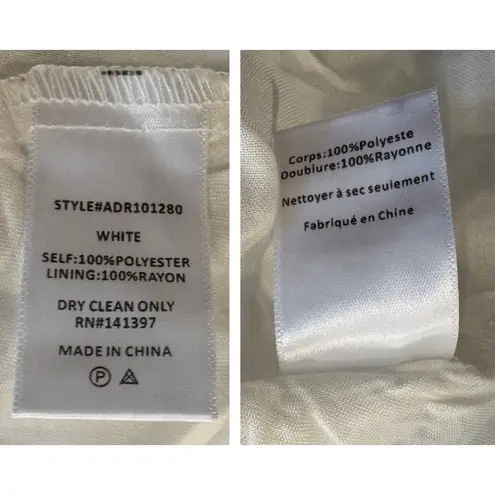 STYLE#ADR101280
WHITE
SELF:100%POLYESTER
LINING:100%RAYON
DRY CLEAN ONLY
RN#141397
MADE IN CHINA
P
Corps:100%Polyeste
Doublure:100%Rayonne
Nettoyer à sec seulement
Fabriqué en Chine